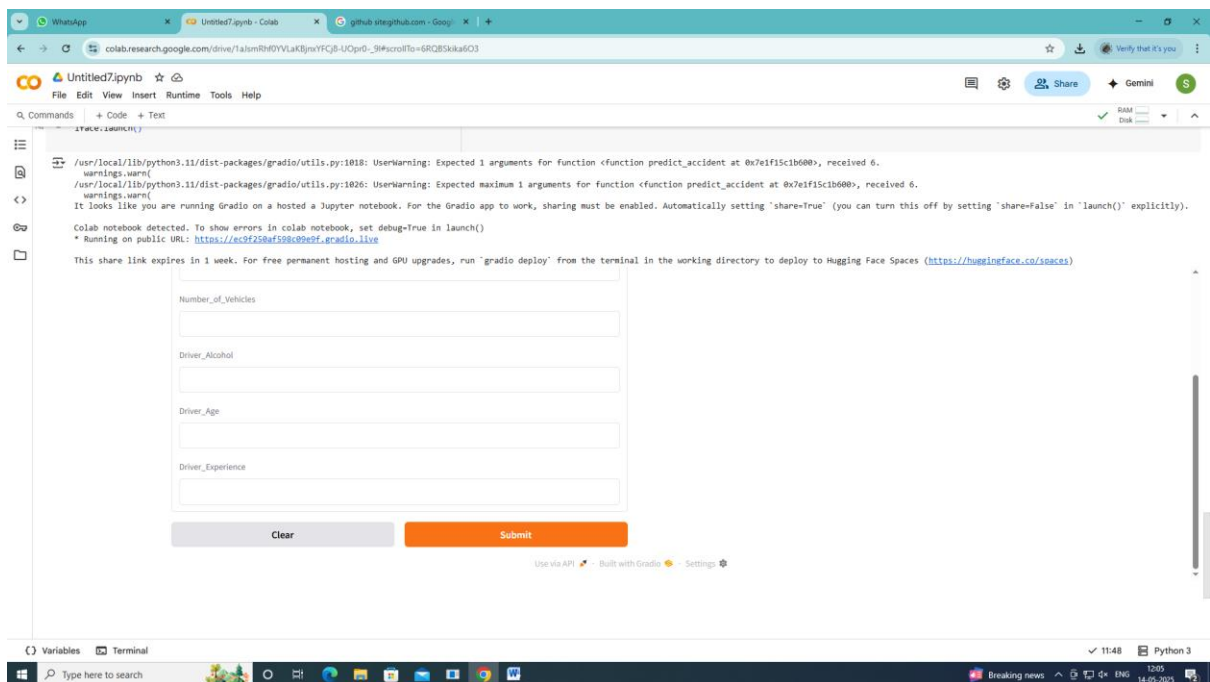 WhatsApp
Untitled7.ipynb - Colab
github site:github.com - Googl
colab.research.google.com/drive/
Verify that it's you
Untitled7.ipynb
File Edit View Insert Runtime Tools Help
Share
Gemini
S
Commands + Code + Text
RAM
Disk
iface.launch()
/usr/local/lib/python3.11/dist-packages/gradio/utils.py:1018: UserWarning: Expected 1 arguments for function <function predict_accident at 0x7e1f15c1b600>, received 6.
warnings.warn(
/usr/local/lib/python3.11/dist-packages/gradio/utils.py:1026: UserWarning: Expected maximum 1 arguments for function <function predict_accident at 0x7e1f15c1b600>, received 6.
warnings.warn(
It looks like you are running Gradio on a hosted a Jupyter notebook. For the Gradio app to work, sharing must be enabled. Automatically setting `share=True` (you can turn this off by setting `share=False` in `launch()` explicitly).
Colab notebook detected. To show errors in colab notebook, set debug=True in launch()
* Running on public URL: https://ec9f250af598c09e9f.gradio.live
This share link expires in 1 week. For free permanent hosting and GPU upgrades, run `gradio deploy` from the terminal in the working directory to deploy to Hugging Face Spaces (https://huggingface.co/spaces)
Number_of_Vehicles
Driver_Alcohol
Driver_Age
Driver_Experience
Clear
Submit
Use via API · Built with Gradio · Settings
Variables Terminal
11:48 Python 3
Type here to search
Breaking news
ENG
12:05
14-05-2025